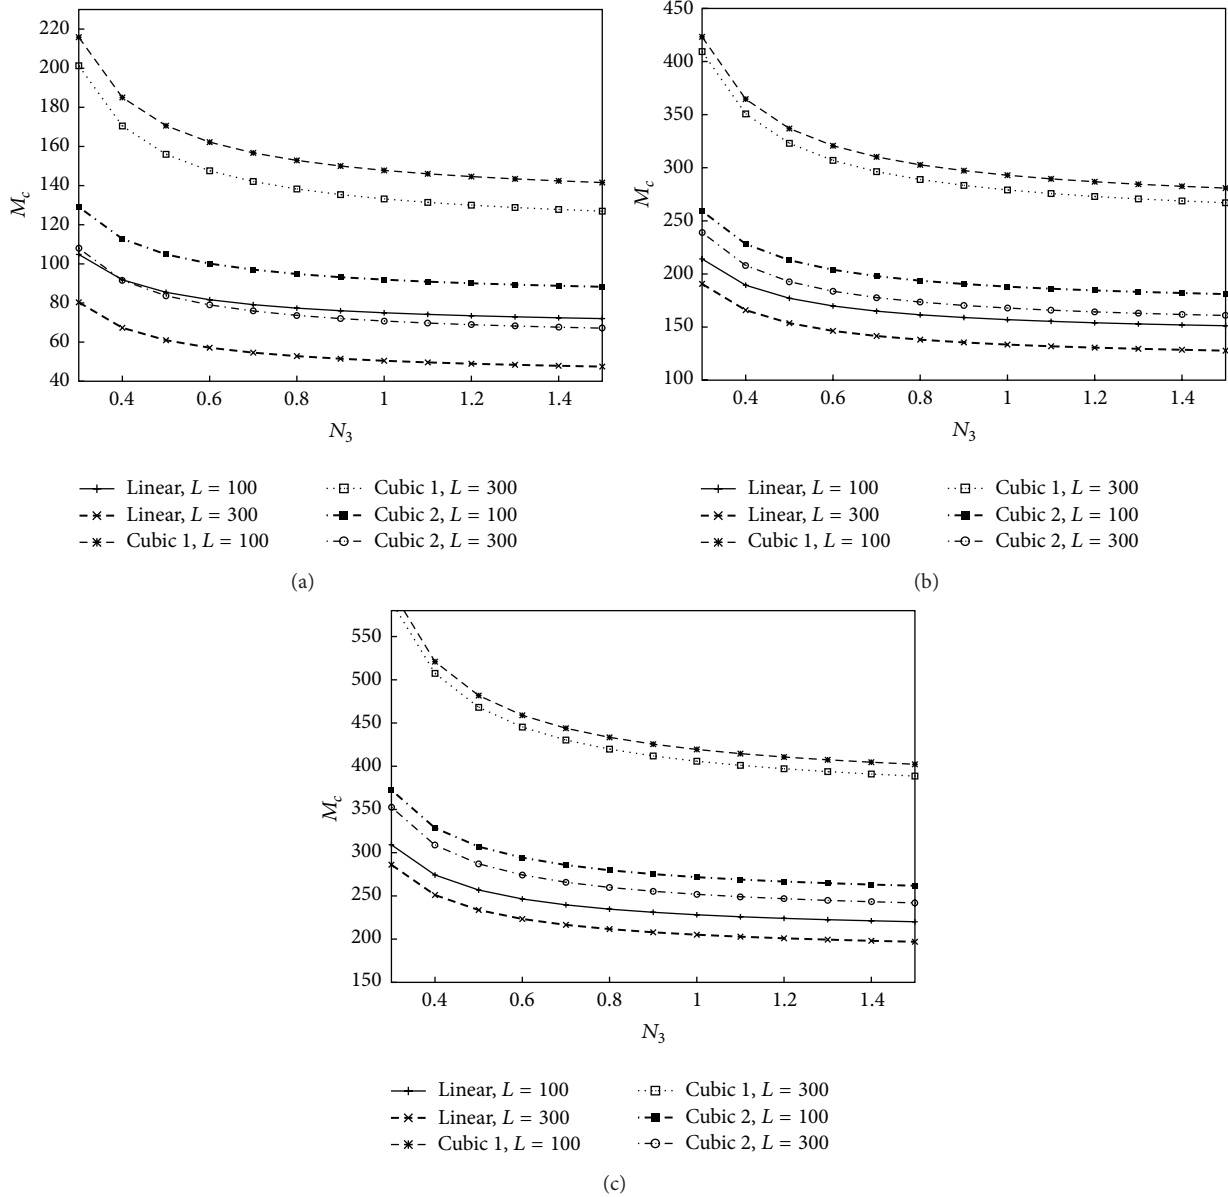 220
200
180
160
140
120
100
80
60
40
M_c
0.4 0.6 0.8 1 1.2 1.4
N_3
Linear, L = 100
Linear, L = 300
Cubic 1, L = 100
Cubic 1, L = 300
Cubic 2, L = 100
Cubic 2, L = 300
(a)
450
400
350
300
250
200
150
100
M_c
0.4 0.6 0.8 1 1.2 1.4
N_3
Linear, L = 100
Linear, L = 300
Cubic 1, L = 100
Cubic 1, L = 300
Cubic 2, L = 100
Cubic 2, L = 300
(b)
550
500
450
400
350
300
250
200
150
M_c
0.4 0.6 0.8 1 1.2 1.4
N_3
Linear, L = 100
Linear, L = 300
Cubic 1, L = 100
Cubic 1, L = 300
Cubic 2, L = 100
Cubic 2, L = 300
(c)